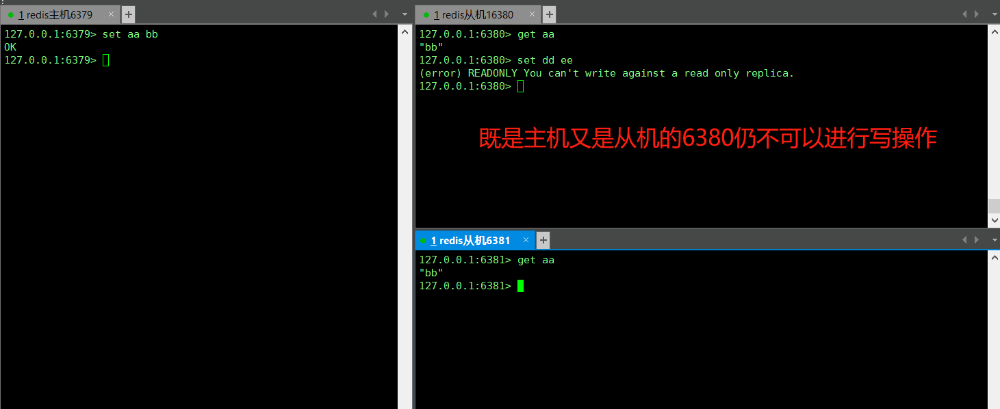 1 redis主机6379
127.0.0.1:6379> set aa bb
OK
127.0.0.1:6379>
1 redis从机16380
127.0.0.1:6380> get aa
"bb"
127.0.0.1:6380> set dd ee
(error) READONLY You can't write against a read only replica.
127.0.0.1:6380>
既是主机又是从机的6380仍不可以进行写操作
1 redis从机6381
127.0.0.1:6381> get aa
"bb"
127.0.0.1:6381>